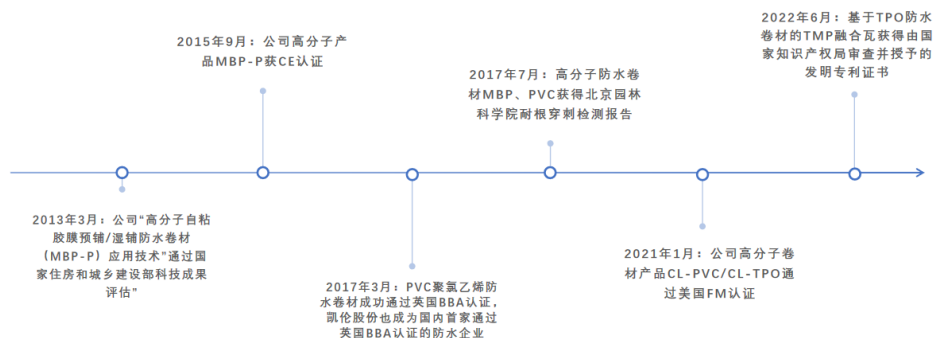 2013年3月：公司“高分子自粘
胶膜预铺/湿铺防水卷材
（MBP-P）应用技术”通过国
家住房和城乡建设部科技成果
评估”
2015年9月：公司高分子产
品MBP-P获CE认证
2017年3月：PVC聚氯乙烯防
水卷材成功通过英国BBA认证，
凯伦股份也成为国内首家通过
英国BBA认证的防水企业
2017年7月：高分子防水卷
材MBP、PVC获得北京园林
科学院耐根穿刺检测报告
2021年1月：公司高分子卷
材产品CL-PVC/CL-TPO通
过美国FM认证
2022年6月：基于TPO防水
卷材的TMP融合瓦获得由国
家知识产权局审查并授予的
发明专利证书